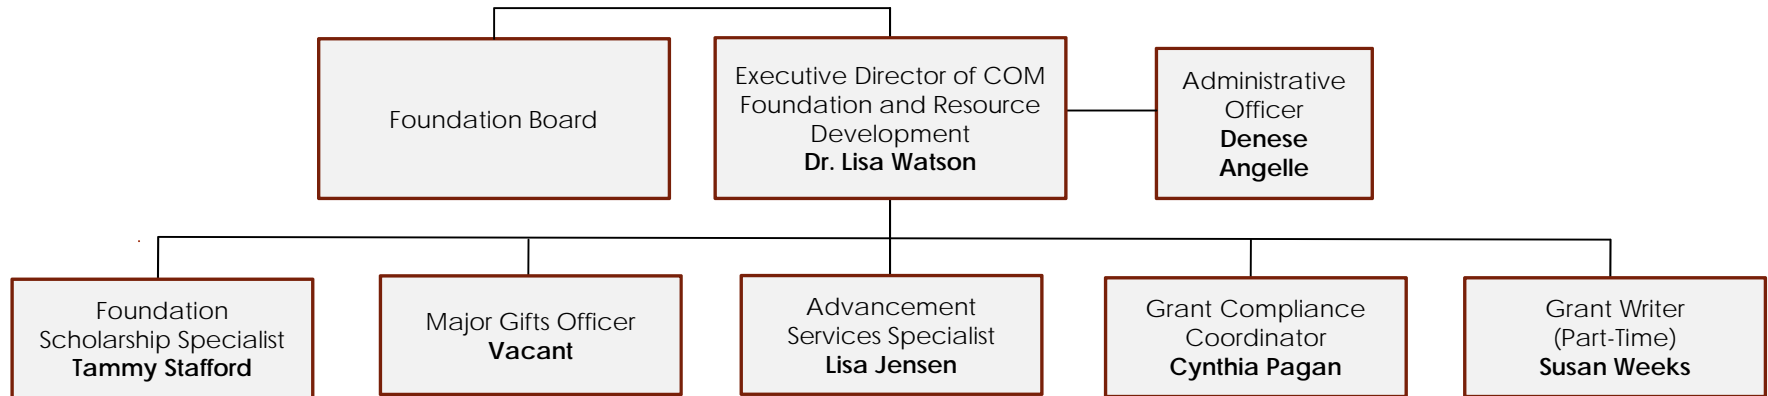 Foundation Board
Executive Director of COM
Foundation and Resource
Development
Dr. Lisa Watson
Administrative
Officer
Denese
Angelle
Foundation
Scholarship Specialist
Tammy Stafford
Major Gifts Officer
Vacant
Advancement
Services Specialist
Lisa Jensen
Grant Compliance
Coordinator
Cynthia Pagan
Grant Writer
(Part-Time)
Susan Weeks